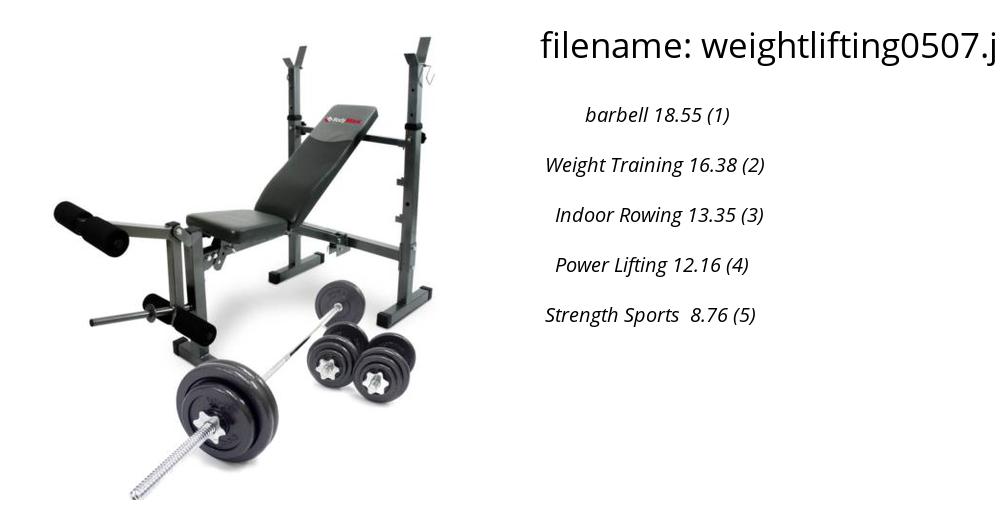 filename: weightlifting0507.j
barbell 18.55 (1)
Weight Training 16.38 (2)
Indoor Rowing 13.35 (3)
Power Lifting 12.16 (4)
Strength Sports 8.76 (5)